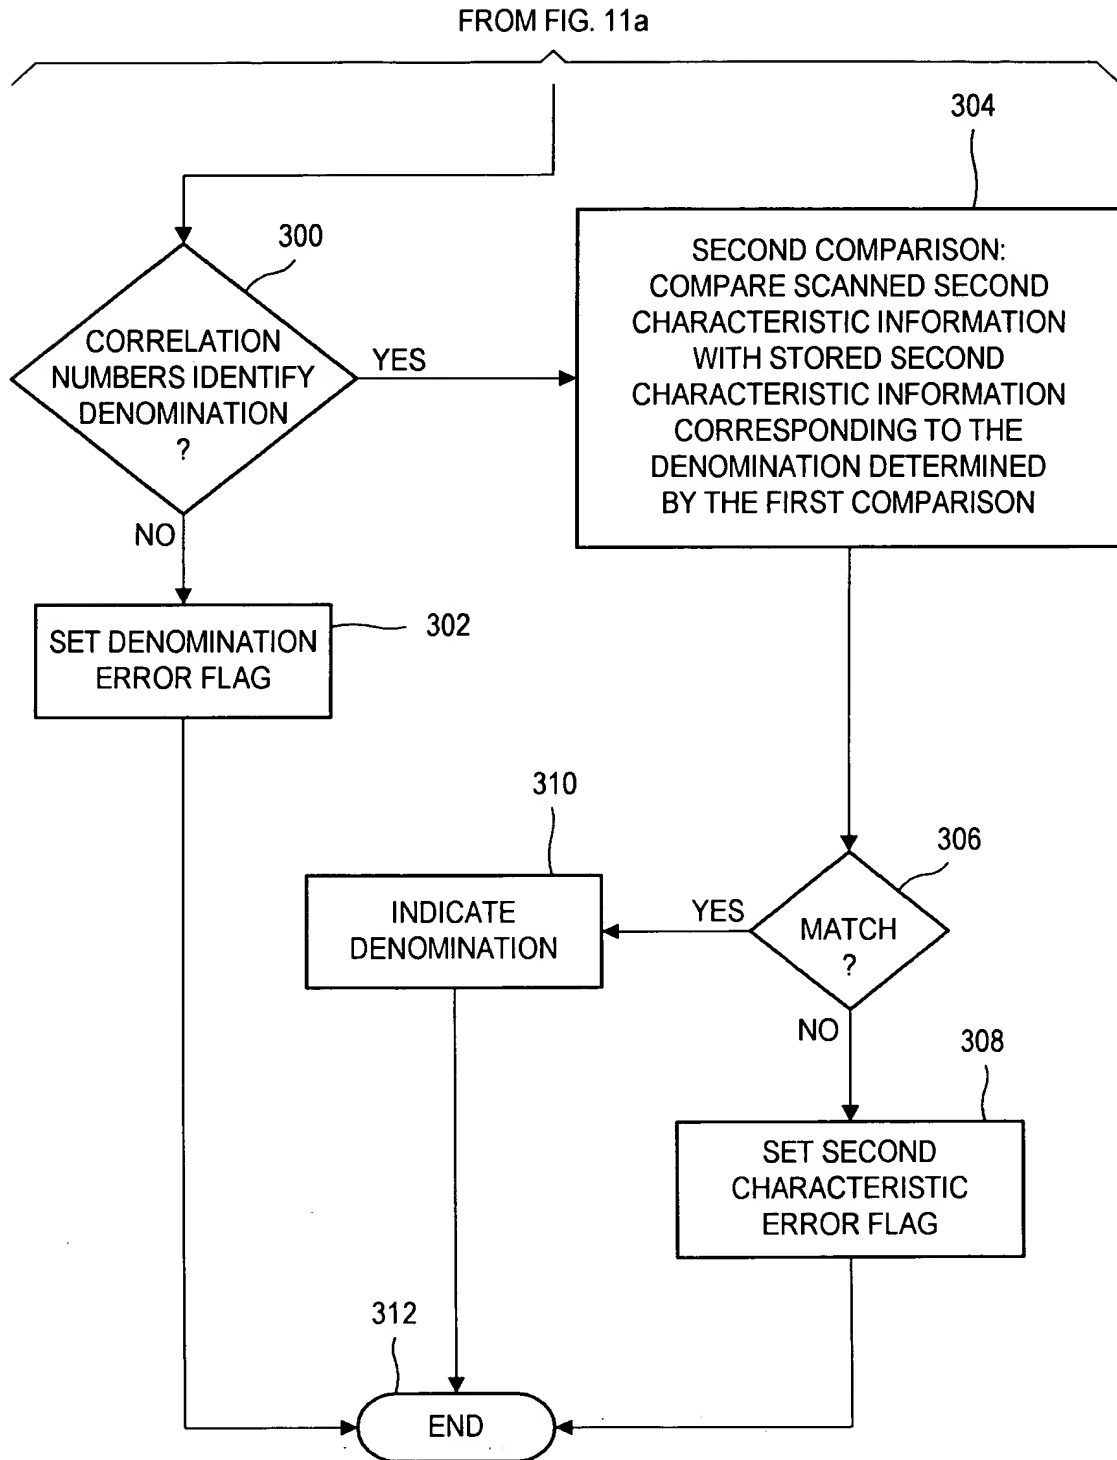 FROM FIG. 11a
304
300
CORRELATION
NUMBERS IDENTIFY
DENOMINATION
?
YES
SECOND COMPARISON:
COMPARE SCANNED SECOND
CHARACTERISTIC INFORMATION
WITH STORED SECOND
CHARACTERISTIC INFORMATION
CORRESPONDING TO THE
DENOMINATION DETERMINED
BY THE FIRST COMPARISON
NO
302
SET DENOMINATION
ERROR FLAG
310
306
INDICATE
DENOMINATION
YES
MATCH
?
NO
308
SET SECOND
CHARACTERISTIC
ERROR FLAG
312
END